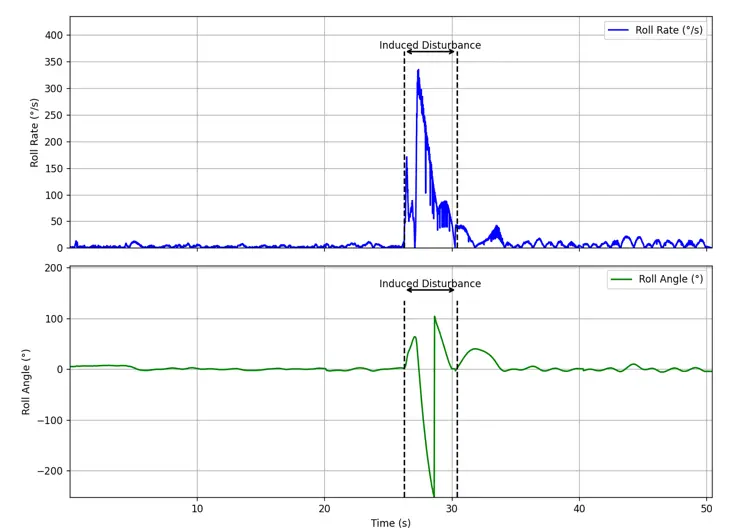 Roll Rate (°/s)
Induced Disturbance
400
350
300
250
200
150
100
50
0
Roll Rate (°/s)
Roll Angle (°)
Induced Disturbance
200
100
0
−100
−200
Roll Angle (°)
10
20
30
40
50
Time (s)